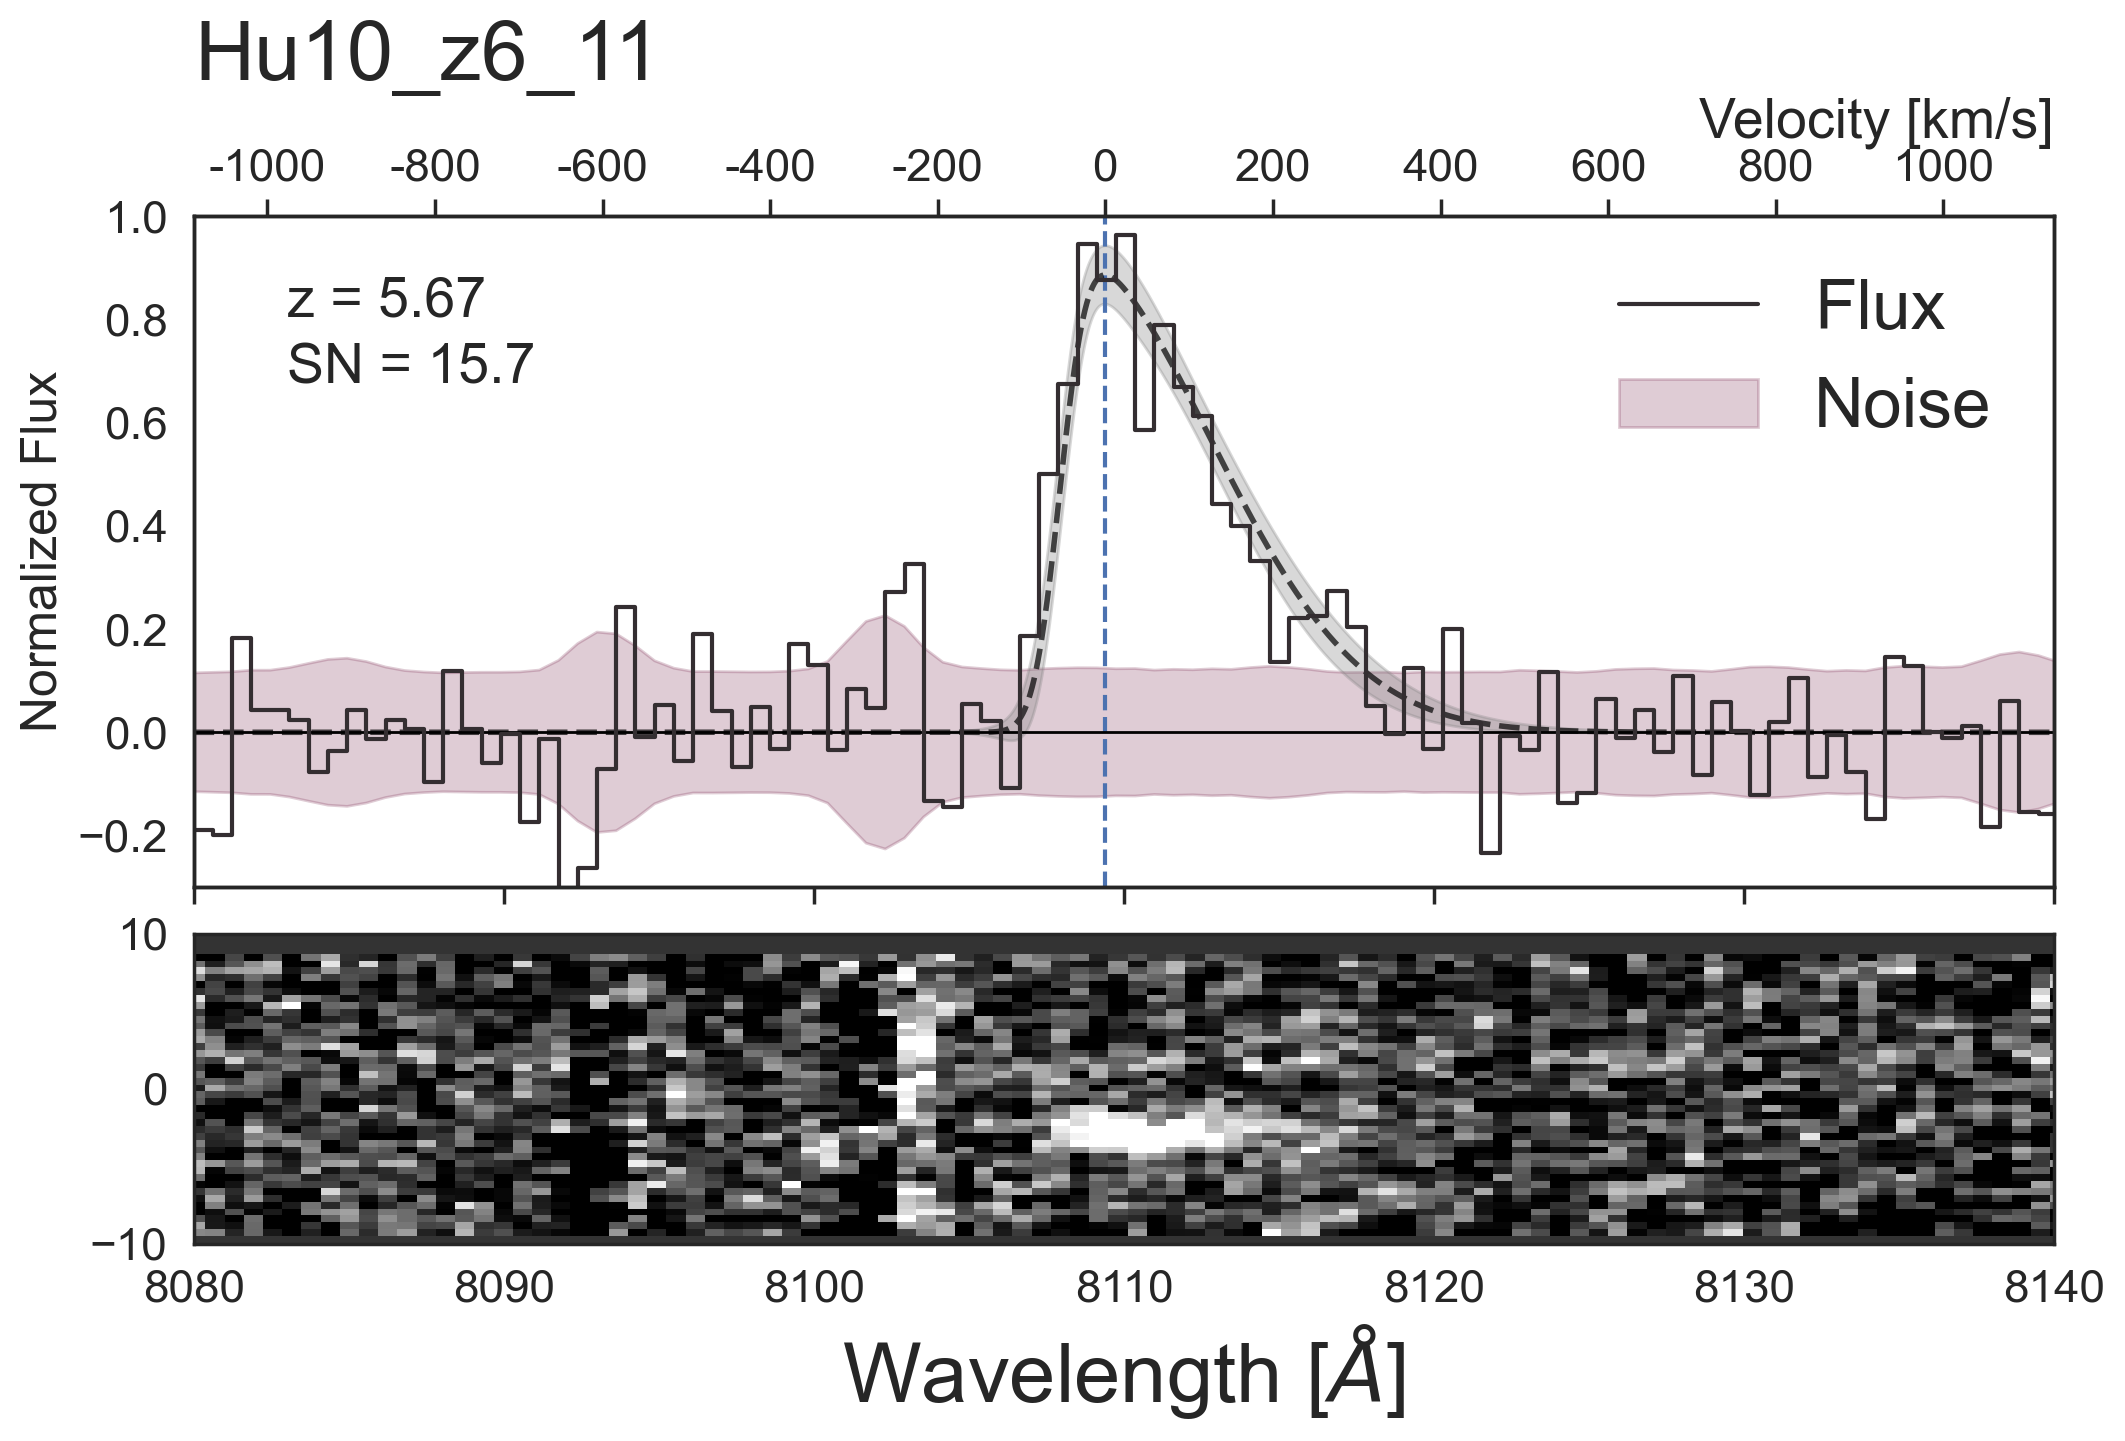 Hu10_z6_11
Velocity [km/s]
-1000 -800 -600 -400 -200 0 200 400 600 800 1000
1.0
0.8
0.6
0.4
0.2
0.0
−0.2
Normalized Flux
z = 5.67
SN = 15.7
Flux
Noise
10
0
−10
8080 8090 8100 8110 8120 8130 8140
Wavelength [Å]